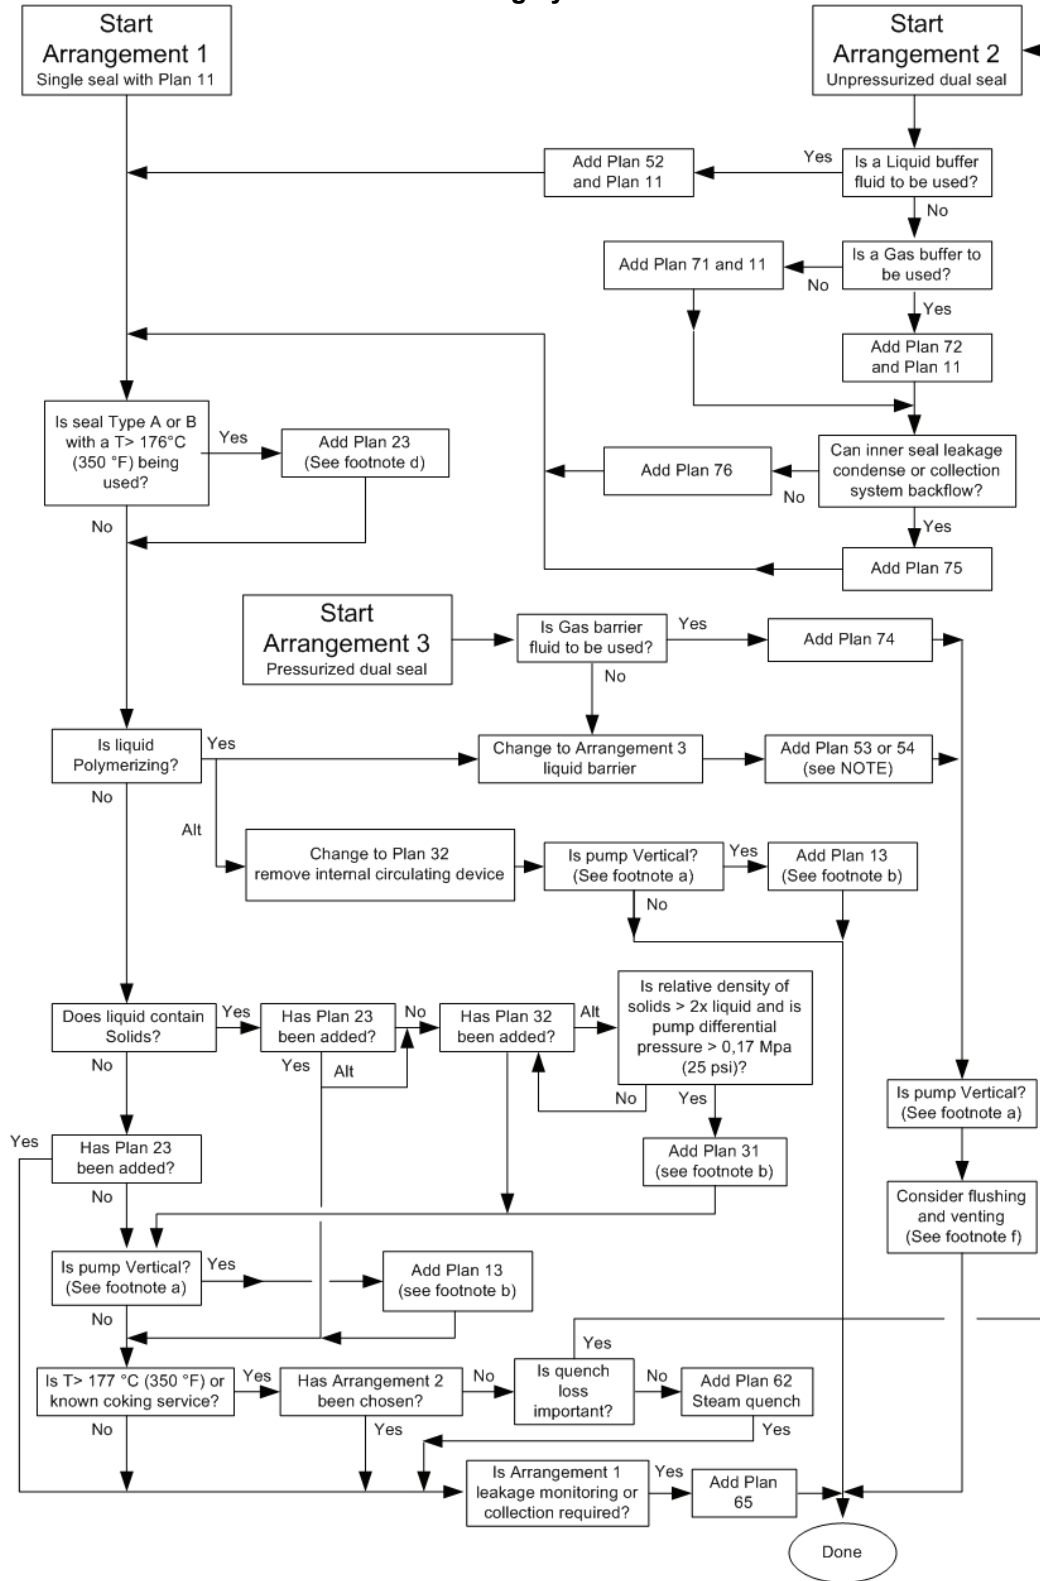 Start
Arrangement 1
Single seal with Plan 11
Start
Arrangement 2
Unpressurized dual seal
Add Plan 52
and Plan 11
Yes
Is a Liquid buffer
fluid to be used?
No
Add Plan 71 and 11
No
Is a Gas buffer to
be used?
Yes
Add Plan 72
and Plan 11
Is seal Type A or B
with a T> 176°C
(350 °F) being
used?
Yes
Add Plan 23
(See footnote d)
No
Add Plan 76
No
Can inner seal leakage
condense or collection
system backflow?
Yes
Add Plan 75
Start
Arrangement 3
Pressurized dual seal
Is Gas barrier
fluid to be used?
Yes
Add Plan 74
No
Is liquid
Polymerizing?
Yes
Change to Arrangement 3
liquid barrier
Add Plan 53 or 54
(see NOTE)
No
Alt
Change to Plan 32
remove internal circulating device
Is pump Vertical?
(See footnote a)
Yes
Add Plan 13
(See footnote b)
No
Does liquid contain
Solids?
Yes
Has Plan 23
been added?
No
Has Plan 32
been added?
Alt
Is relative density of
solids > 2x liquid and is
pump differential
pressure > 0,17 Mpa
(25 psi)?
No
Yes
Alt
No
Yes
Is pump Vertical?
(See footnote a)
Yes
Has Plan 23
been added?
No
Add Plan 31
(see footnote b)
Consider flushing
and venting
(See footnote f)
Is pump Vertical?
(See footnote a)
Yes
Add Plan 13
(see footnote b)
No
Yes
Is T> 177 °C (350 °F) or
known coking service?
Yes
Has Arrangement 2
been chosen?
No
Is quench
loss
important?
No
Add Plan 62
Steam quench
No
Yes
Yes
Is Arrangement 1
leakage monitoring or
collection required?
Yes
Add Plan
65
Done